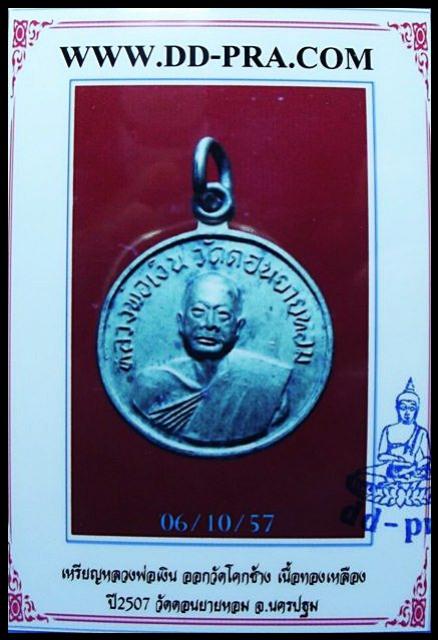 WWW.DD-PRA.COM
หลวงพ่อเงิน วัดดอนยายหอม
06/10/57
dd-pr
เหรียญหลวงพ่อเงิน ออกวัดโคกช้าง เนื้อทองเหลือง
ปี2507 วัดดอนยายหอม จ.นครปฐม